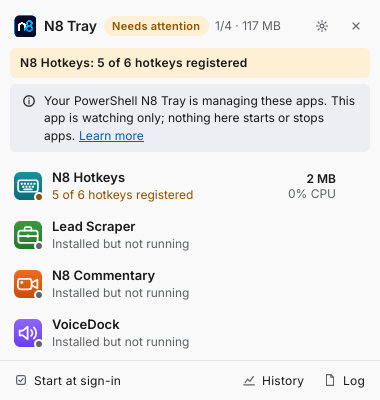 n8 N8 Tray Needs attention 1/4 · 117 MB
N8 Hotkeys: 5 of 6 hotkeys registered
Your PowerShell N8 Tray is managing these apps. This
app is watching only; nothing here starts or stops
apps. Learn more
N8 Hotkeys 2 MB
5 of 6 hotkeys registered 0% CPU
Lead Scraper
Installed but not running
N8 Commentary
Installed but not running
VoiceDock
Installed but not running
Start at sign-in History Log